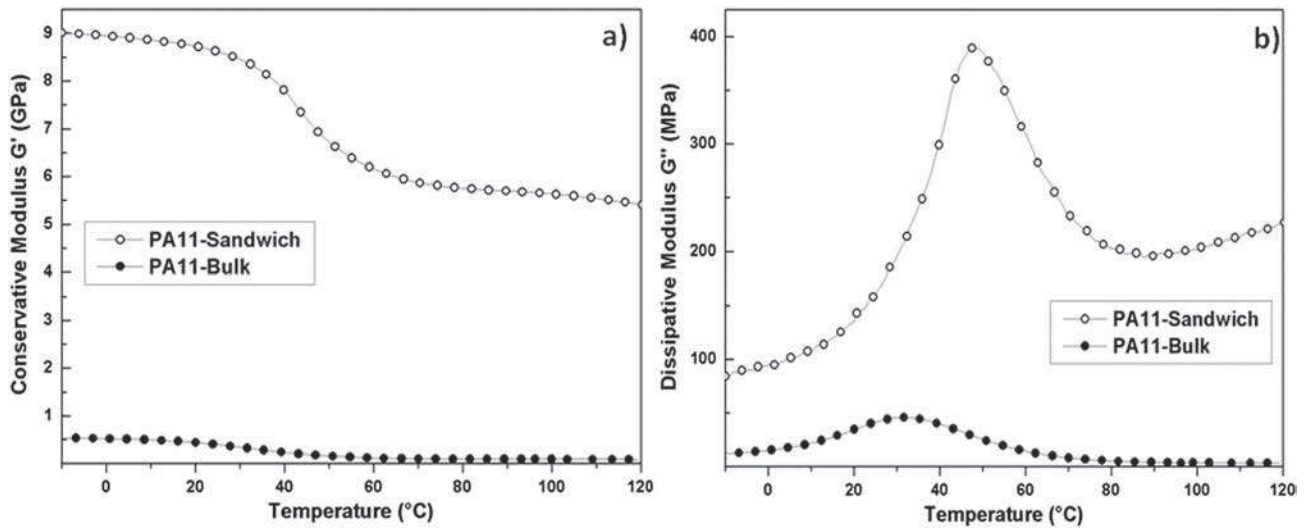 a)
9
8
7
6
5
4
3
2
1
Conservative Modulus G' (GPa)
PA11-Sandwich
PA11-Bulk
0 20 40 60 80 100 120
Temperature (°C)
b)
400
300
200
100
Dissipative Modulus G'' (MPa)
PA11-Sandwich
PA11-Bulk
0 20 40 60 80 100 120
Temperature (°C)